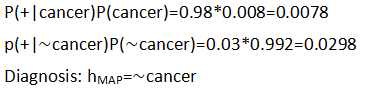 P(+|cancer)P(cancer)=0.98*0.008=0.0078
p(+|~cancer)P(~cancer)=0.03*0.992=0.0298
Diagnosis: hMAP=~cancer